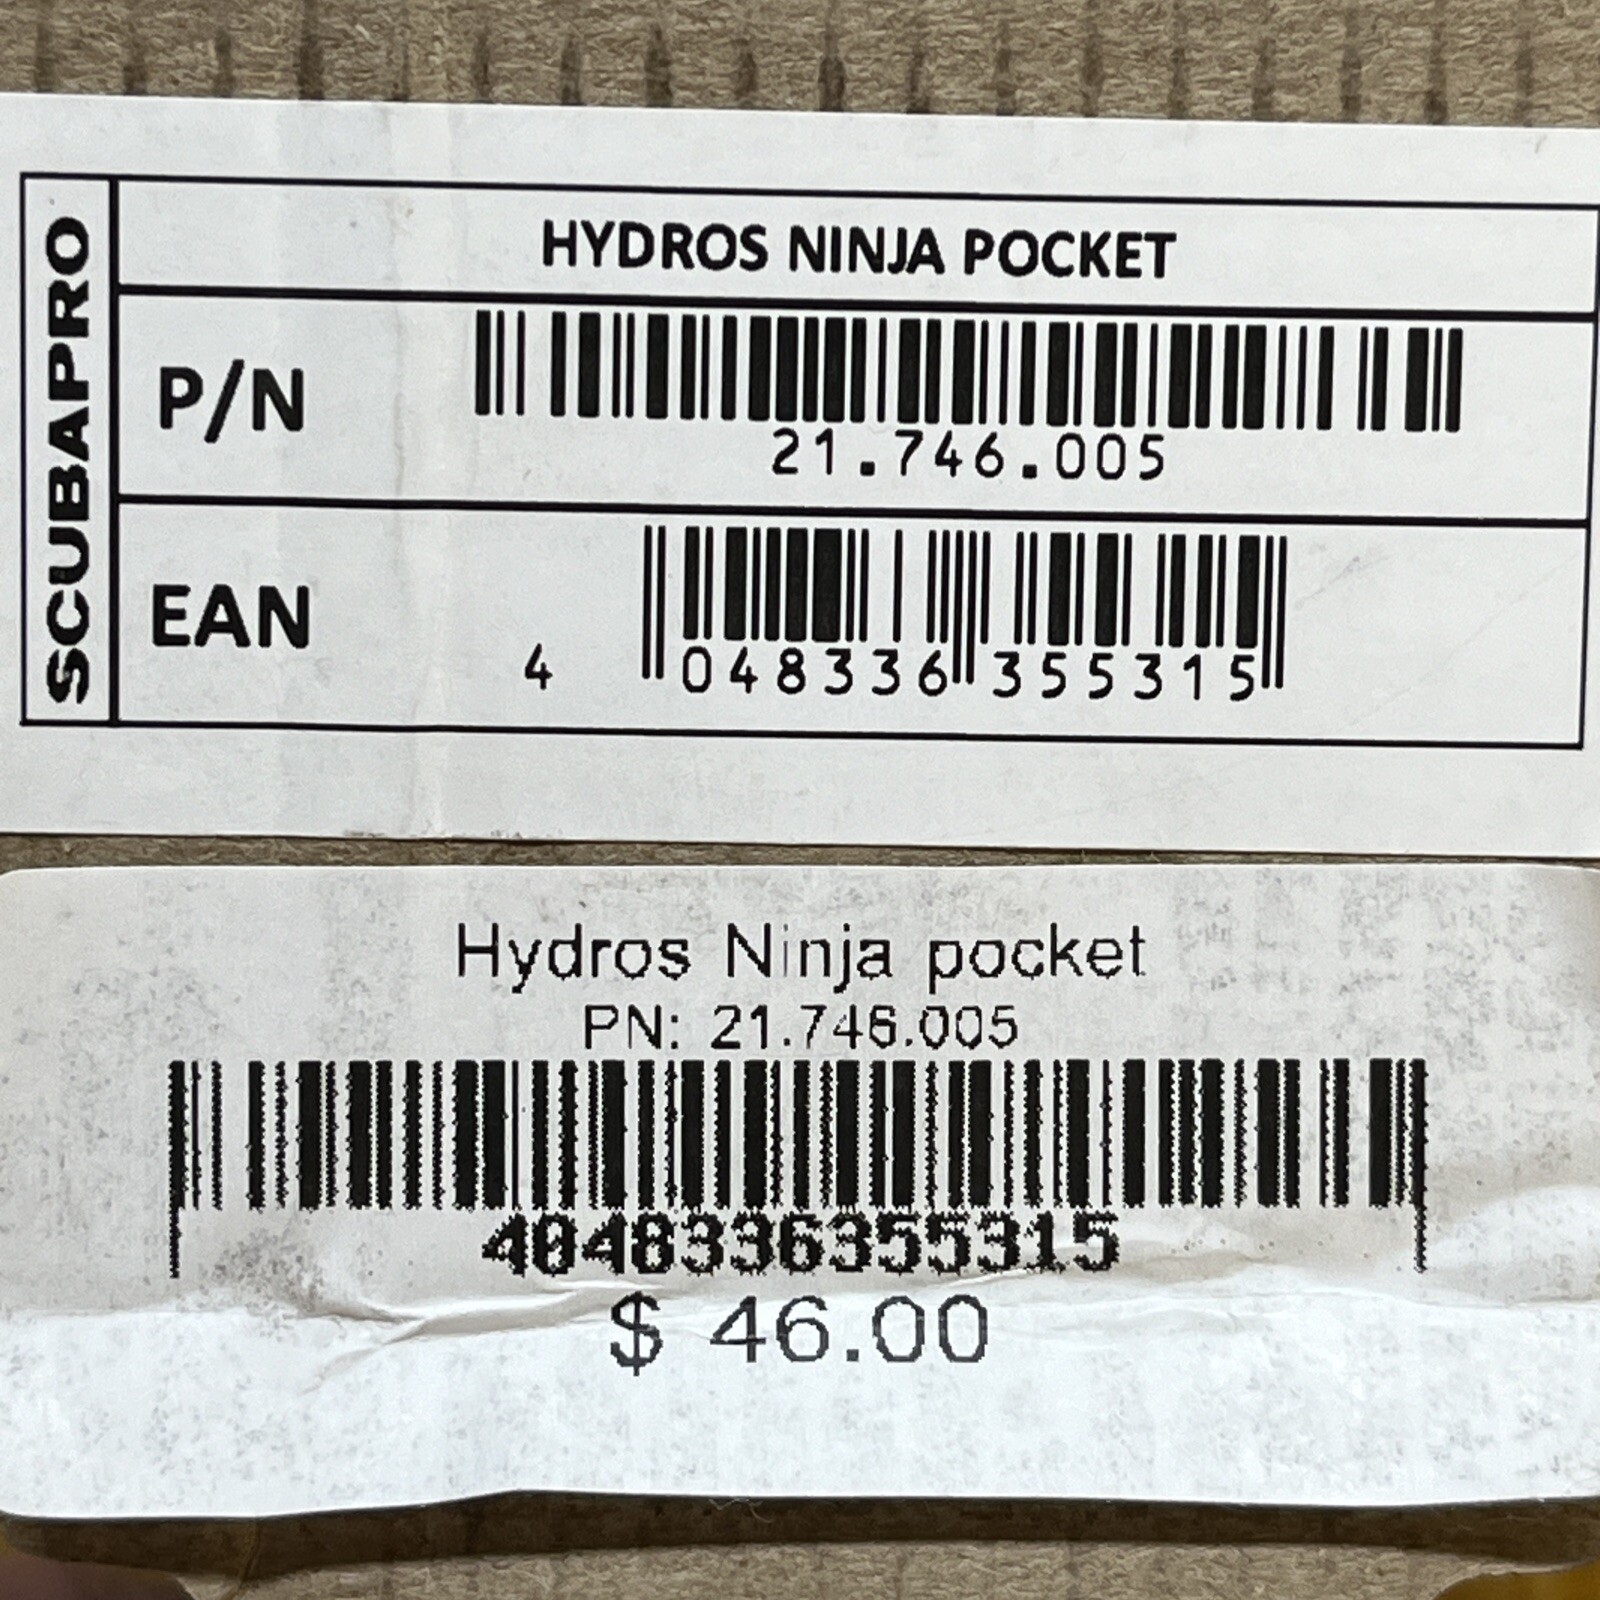 SCUBAPRO
HYDROS NINJA POCKET
P/N
21.746.005
EAN
4 048336 355315
Hydros Ninja pocket
PN: 21.746.005
4048336355315
$ 46.00